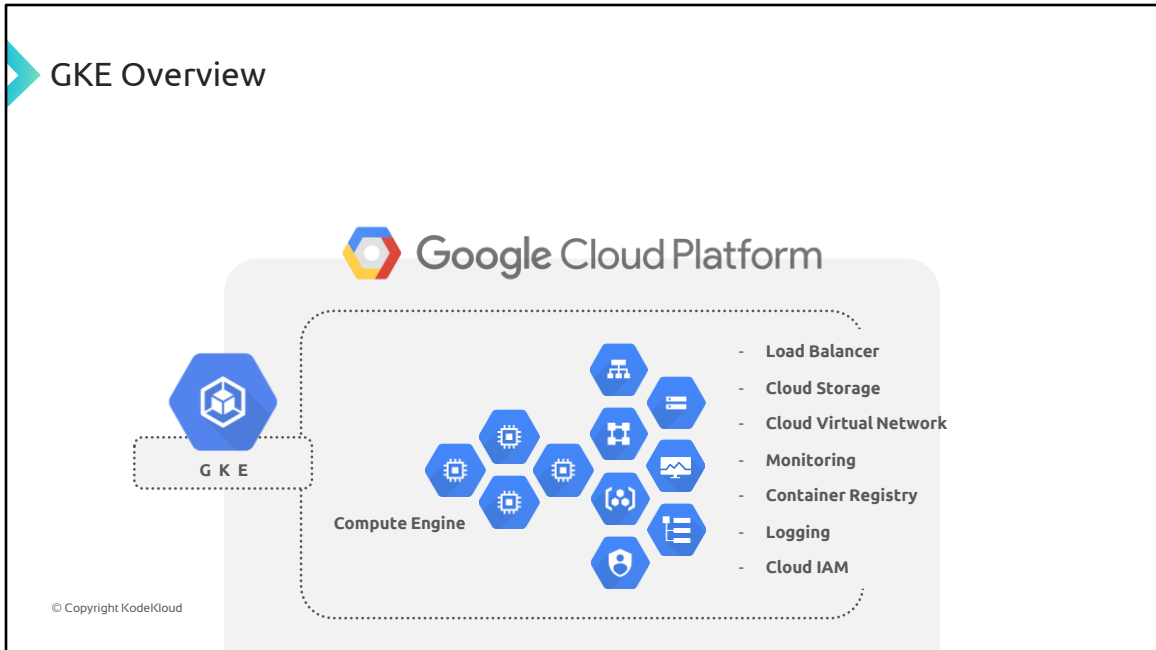 GKE Overview
Google Cloud Platform
- Load Balancer
- Cloud Storage
- Cloud Virtual Network
- Monitoring
- Container Registry
- Logging
- Cloud IAM
G K E
Compute Engine
© Copyright KodeKloud